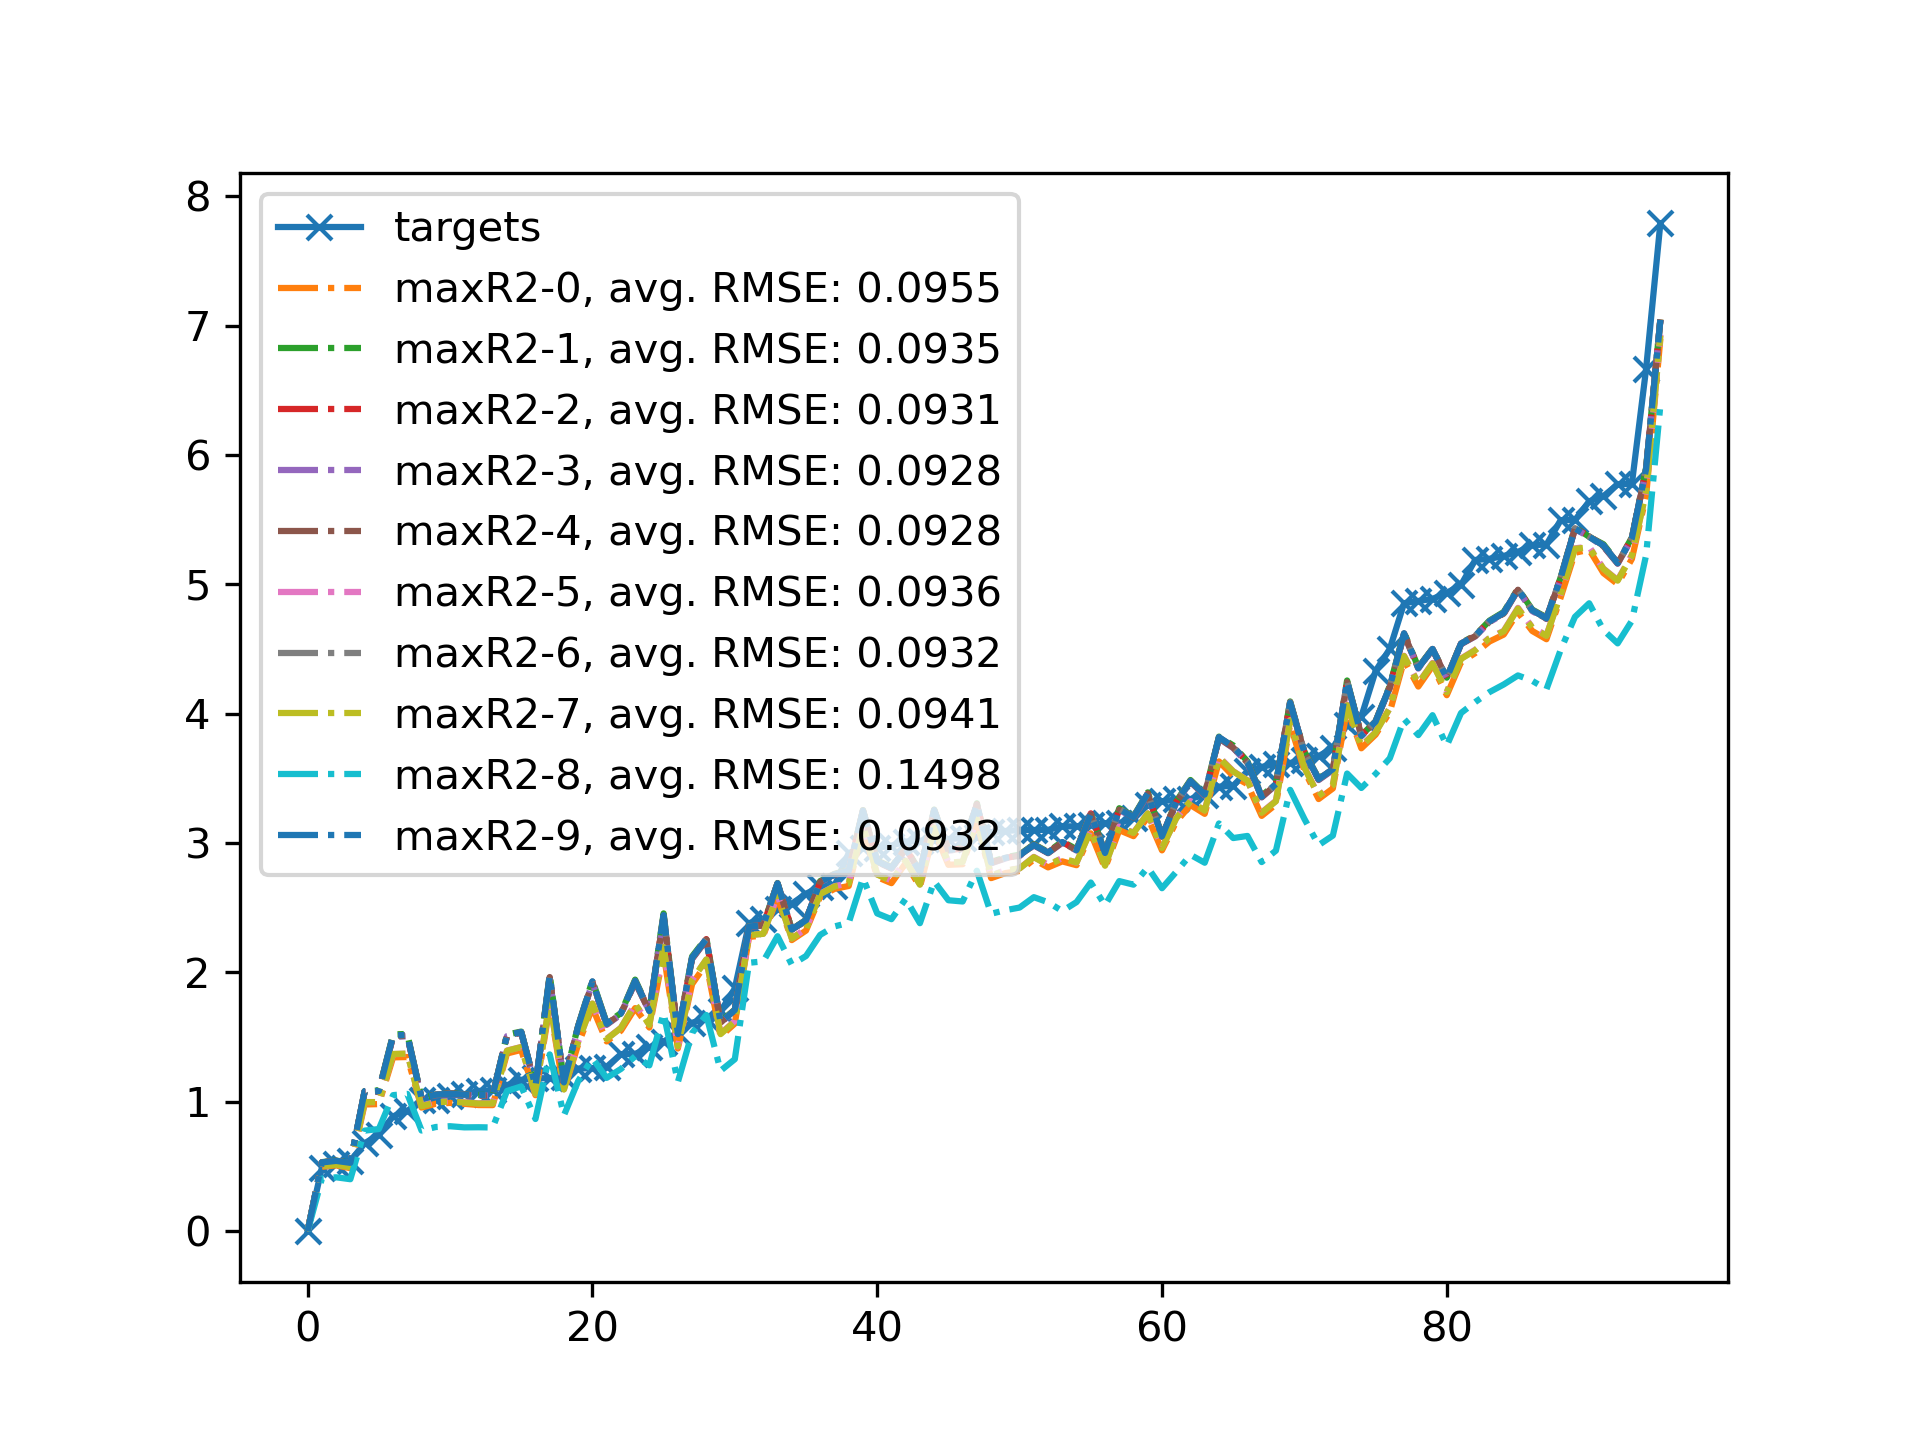 8
7
6
5
4
3
2
1
0
targets
maxR2-0, avg. RMSE: 0.0955
maxR2-1, avg. RMSE: 0.0935
maxR2-2, avg. RMSE: 0.0931
maxR2-3, avg. RMSE: 0.0928
maxR2-4, avg. RMSE: 0.0928
maxR2-5, avg. RMSE: 0.0936
maxR2-6, avg. RMSE: 0.0932
maxR2-7, avg. RMSE: 0.0941
maxR2-8, avg. RMSE: 0.1498
maxR2-9, avg. RMSE: 0.0932
0 20 40 60 80